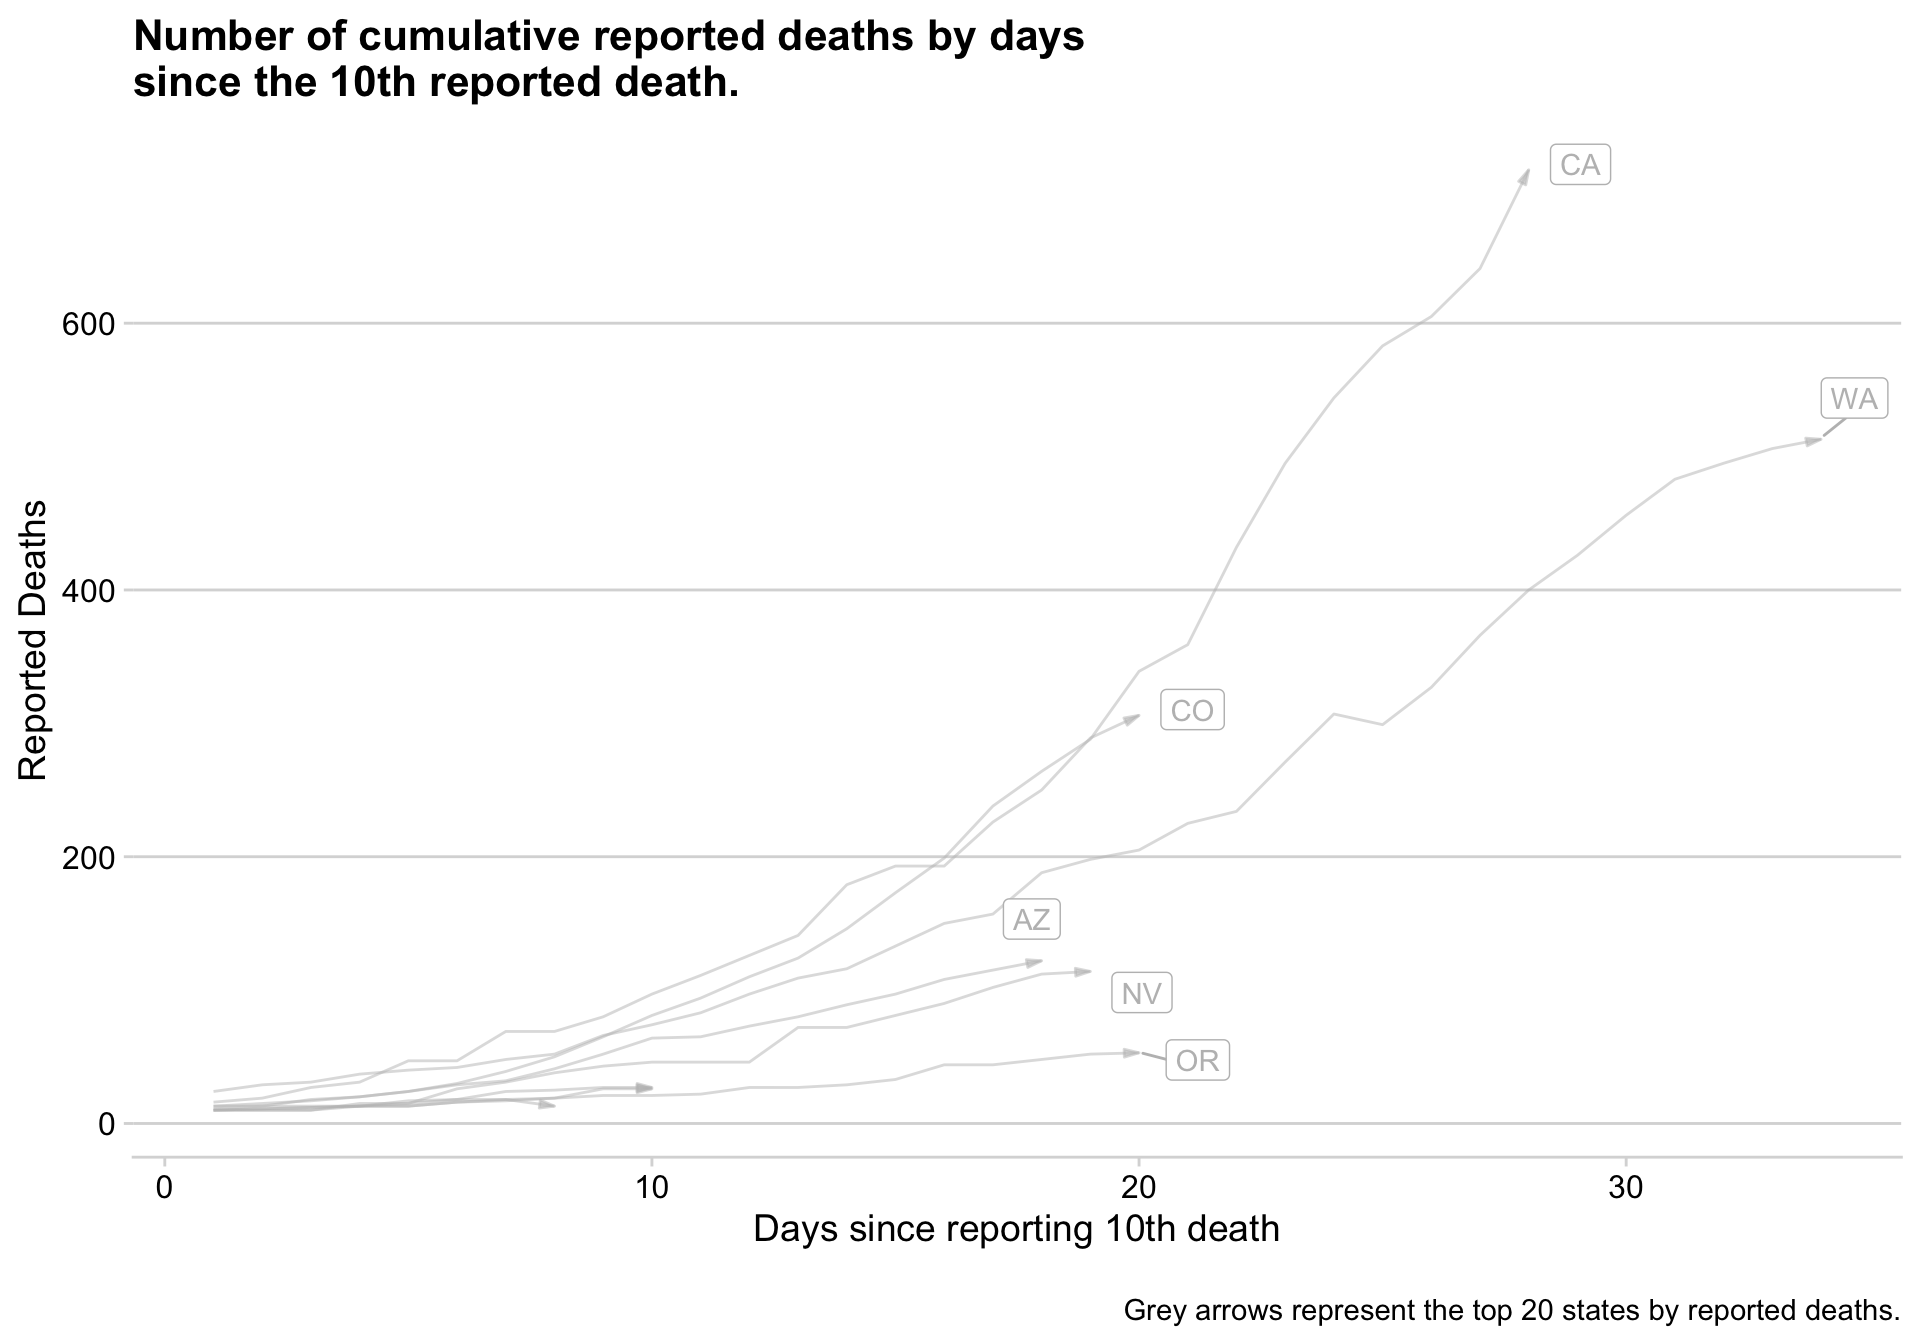 Number of cumulative reported deaths by days
since the 10th reported death.
CA
600
WA
Reported Deaths
400
CO
200
AZ
NV
OR
0
0 10 20 30
Days since reporting 10th death
Grey arrows represent the top 20 states by reported deaths.